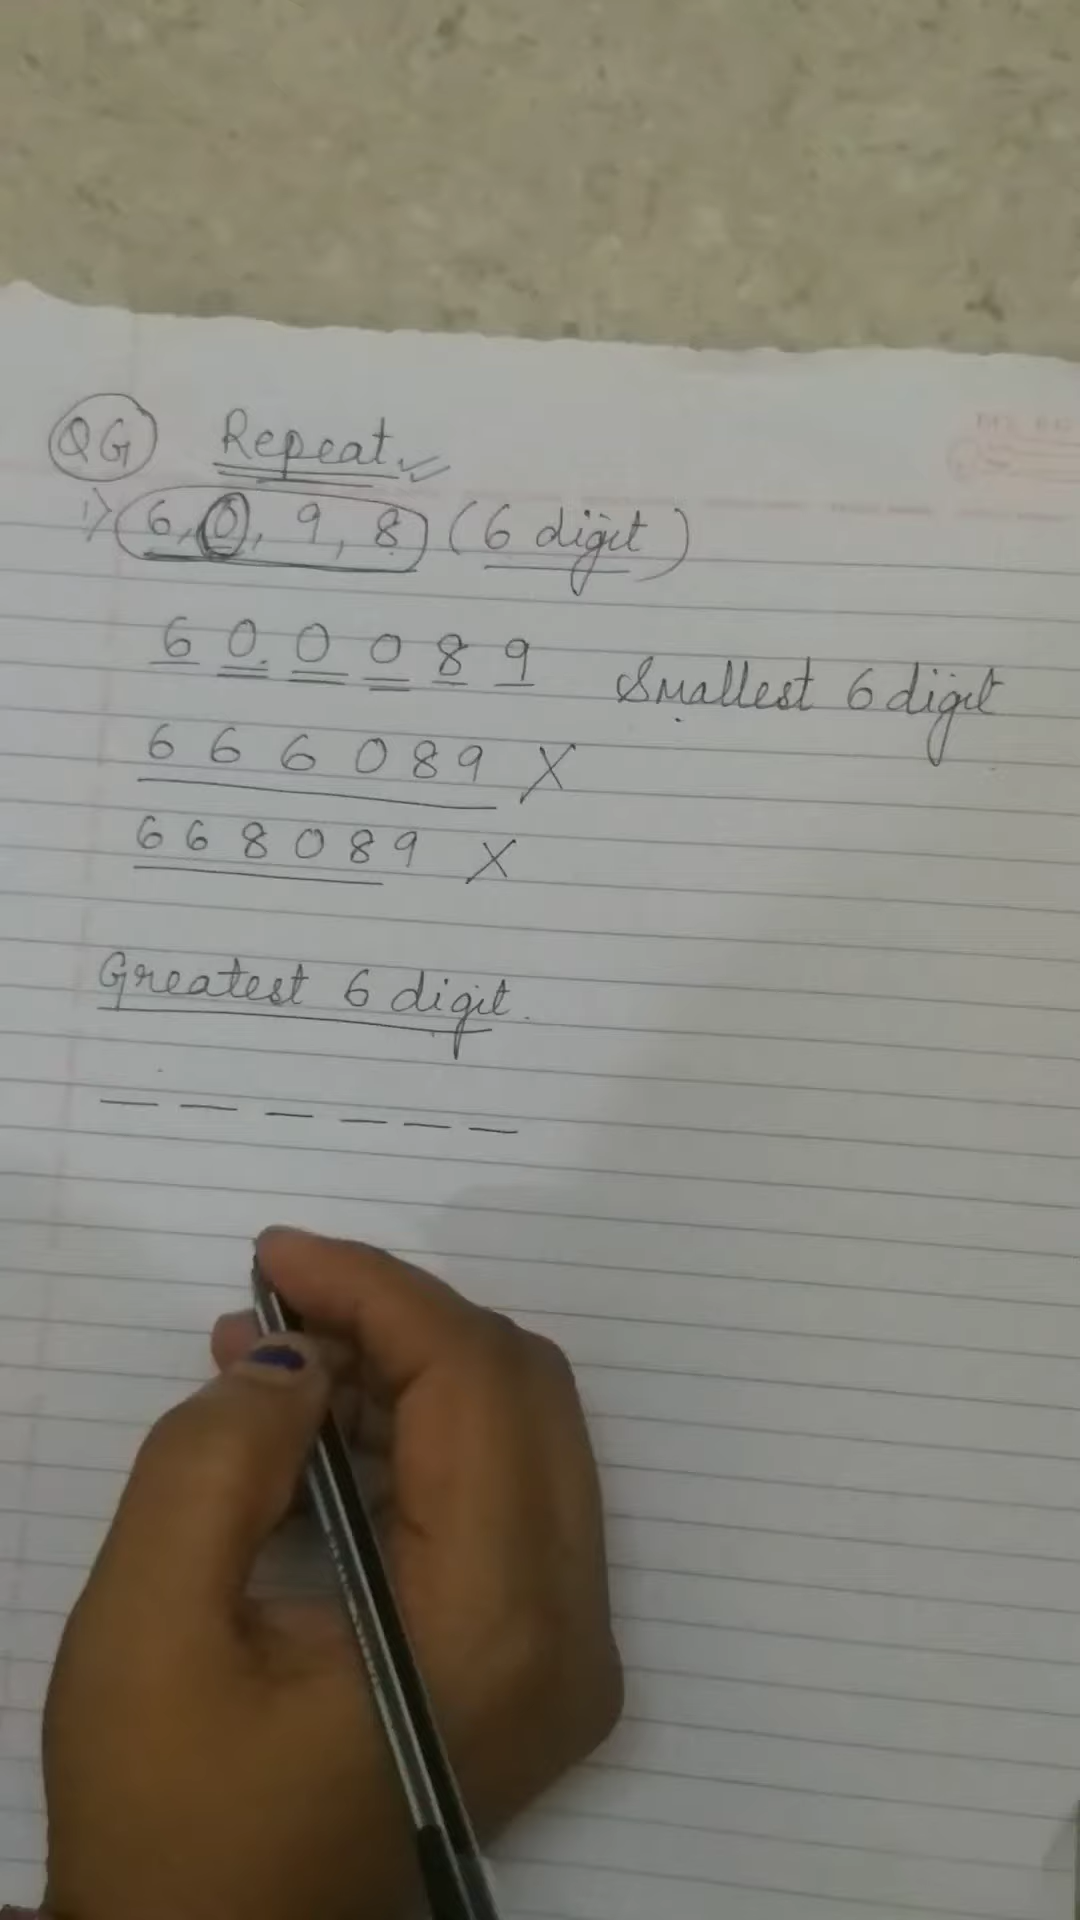 QG Repeat
1) 6, 0, 9, 8 (6 digit)
6 0 0 0 8 9 Smallest 6 digit
6 6 6 0 8 9 X
6 6 8 0 8 9 X
Greatest 6 digit.